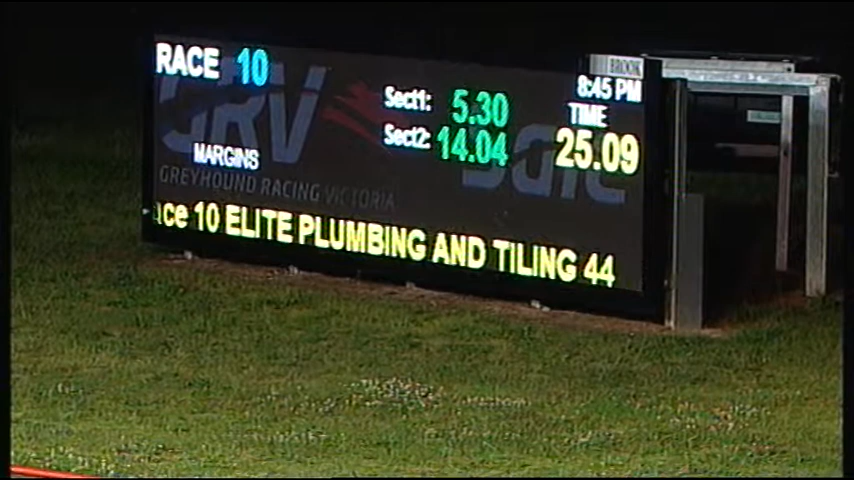 RACE 10
Sect1: 5.30
Sect2: 14.04
BROOK
8:45 PM
TIME
25.09
GRV
MARGINS
GREYHOUND RACING VICTORIA
ace 10 ELITE PLUMBING AND TILING 44